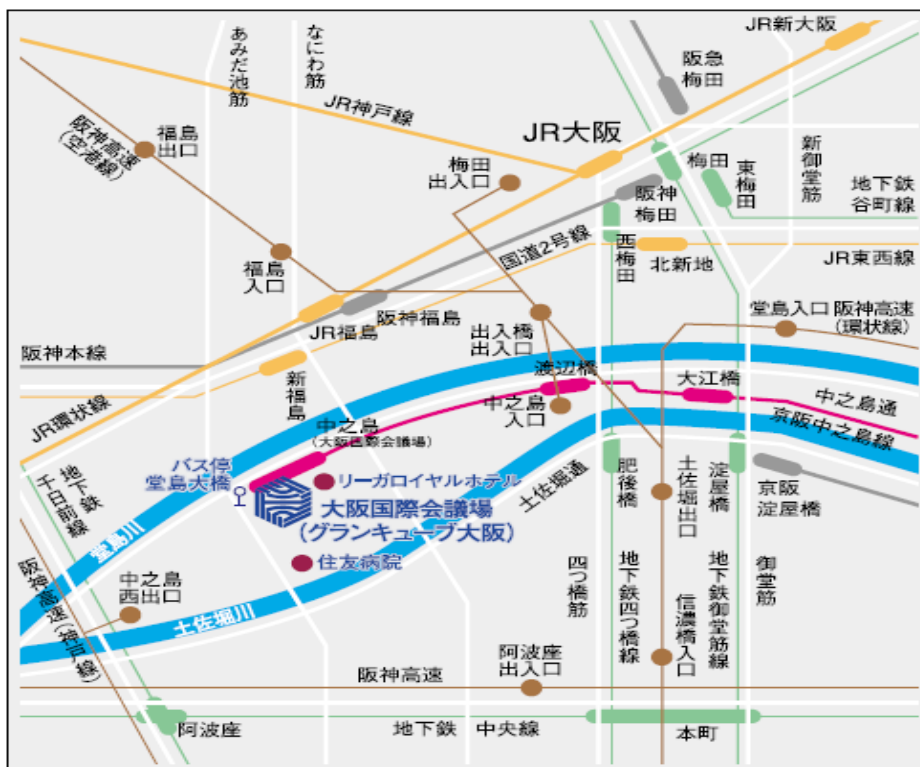 あみだ池筋
なにわ筋
JR新大阪
阪急
梅田
JR神戸線
阪神高速
(空港線)
福島
出口
JR大阪
梅田
出入口
梅田
東梅田
新御堂筋
地下鉄
谷町線
阪神
梅田
西梅田
国道2号線
北新地
JR東西線
福島
入口
JR福島
阪神福島
出入橋
出入口
堂島入口
阪神高速
(環状線)
阪神本線
新福島
渡辺橋
大江橋
中之島
入口
中之島通
京阪中之島線
JR環状線
中之島
(大阪国際会議場)
バス停
堂島大橋
リーガロイヤルホテル
大阪国際会議場
(グランキューブ大阪)
土佐堀通
肥後橋
土佐堀出口
淀屋橋
京阪
淀屋橋
地下鉄
千日前線
堂島川
住友病院
中之島
西出口
阪神高速(神戸線)
土佐堀川
四つ橋筋
地下鉄四つ橋線
信濃橋入口
地下鉄御堂筋線
御堂筋
阪神高速
阿波座
出入口
阿波座
地下鉄 中央線
本町